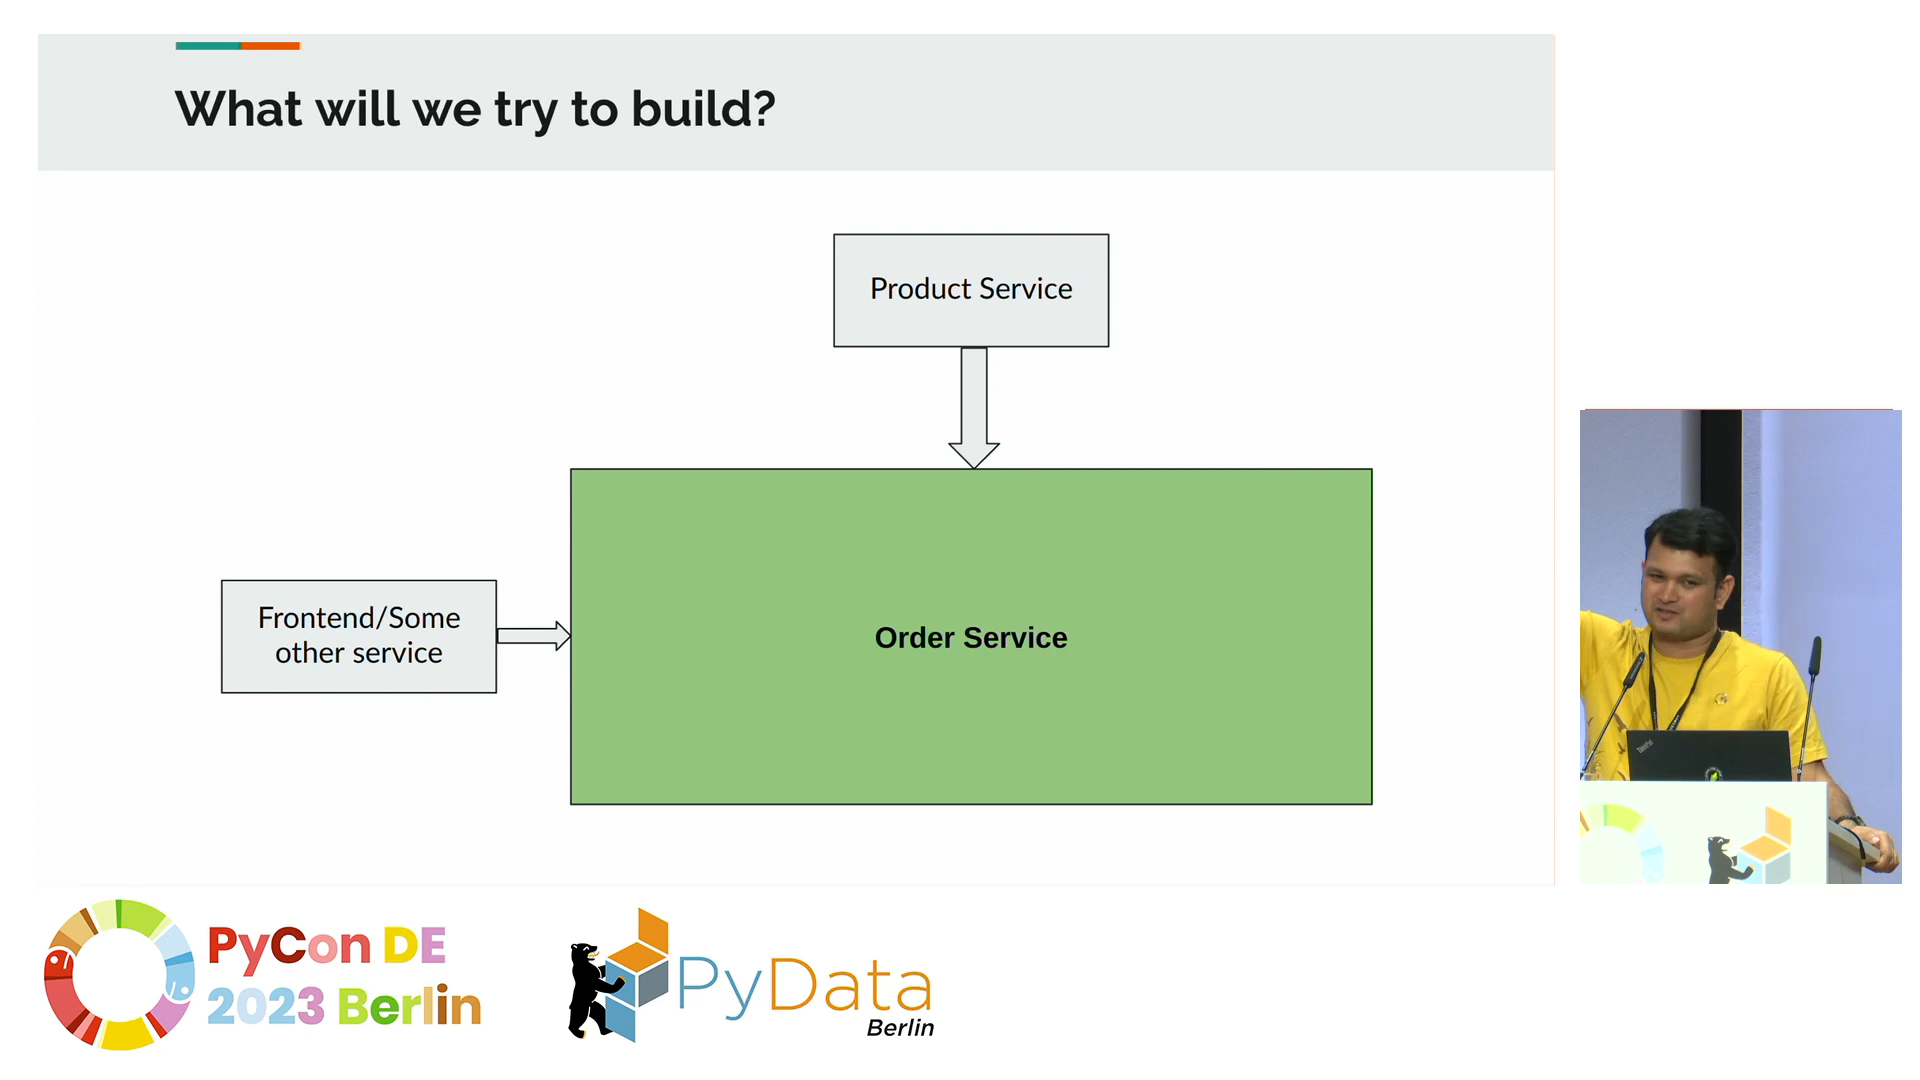 What will we try to build?
Product Service
Frontend/Some
other service
Order Service
ThinkPad
PyCon DE
2023 Berlin
PyData
Berlin